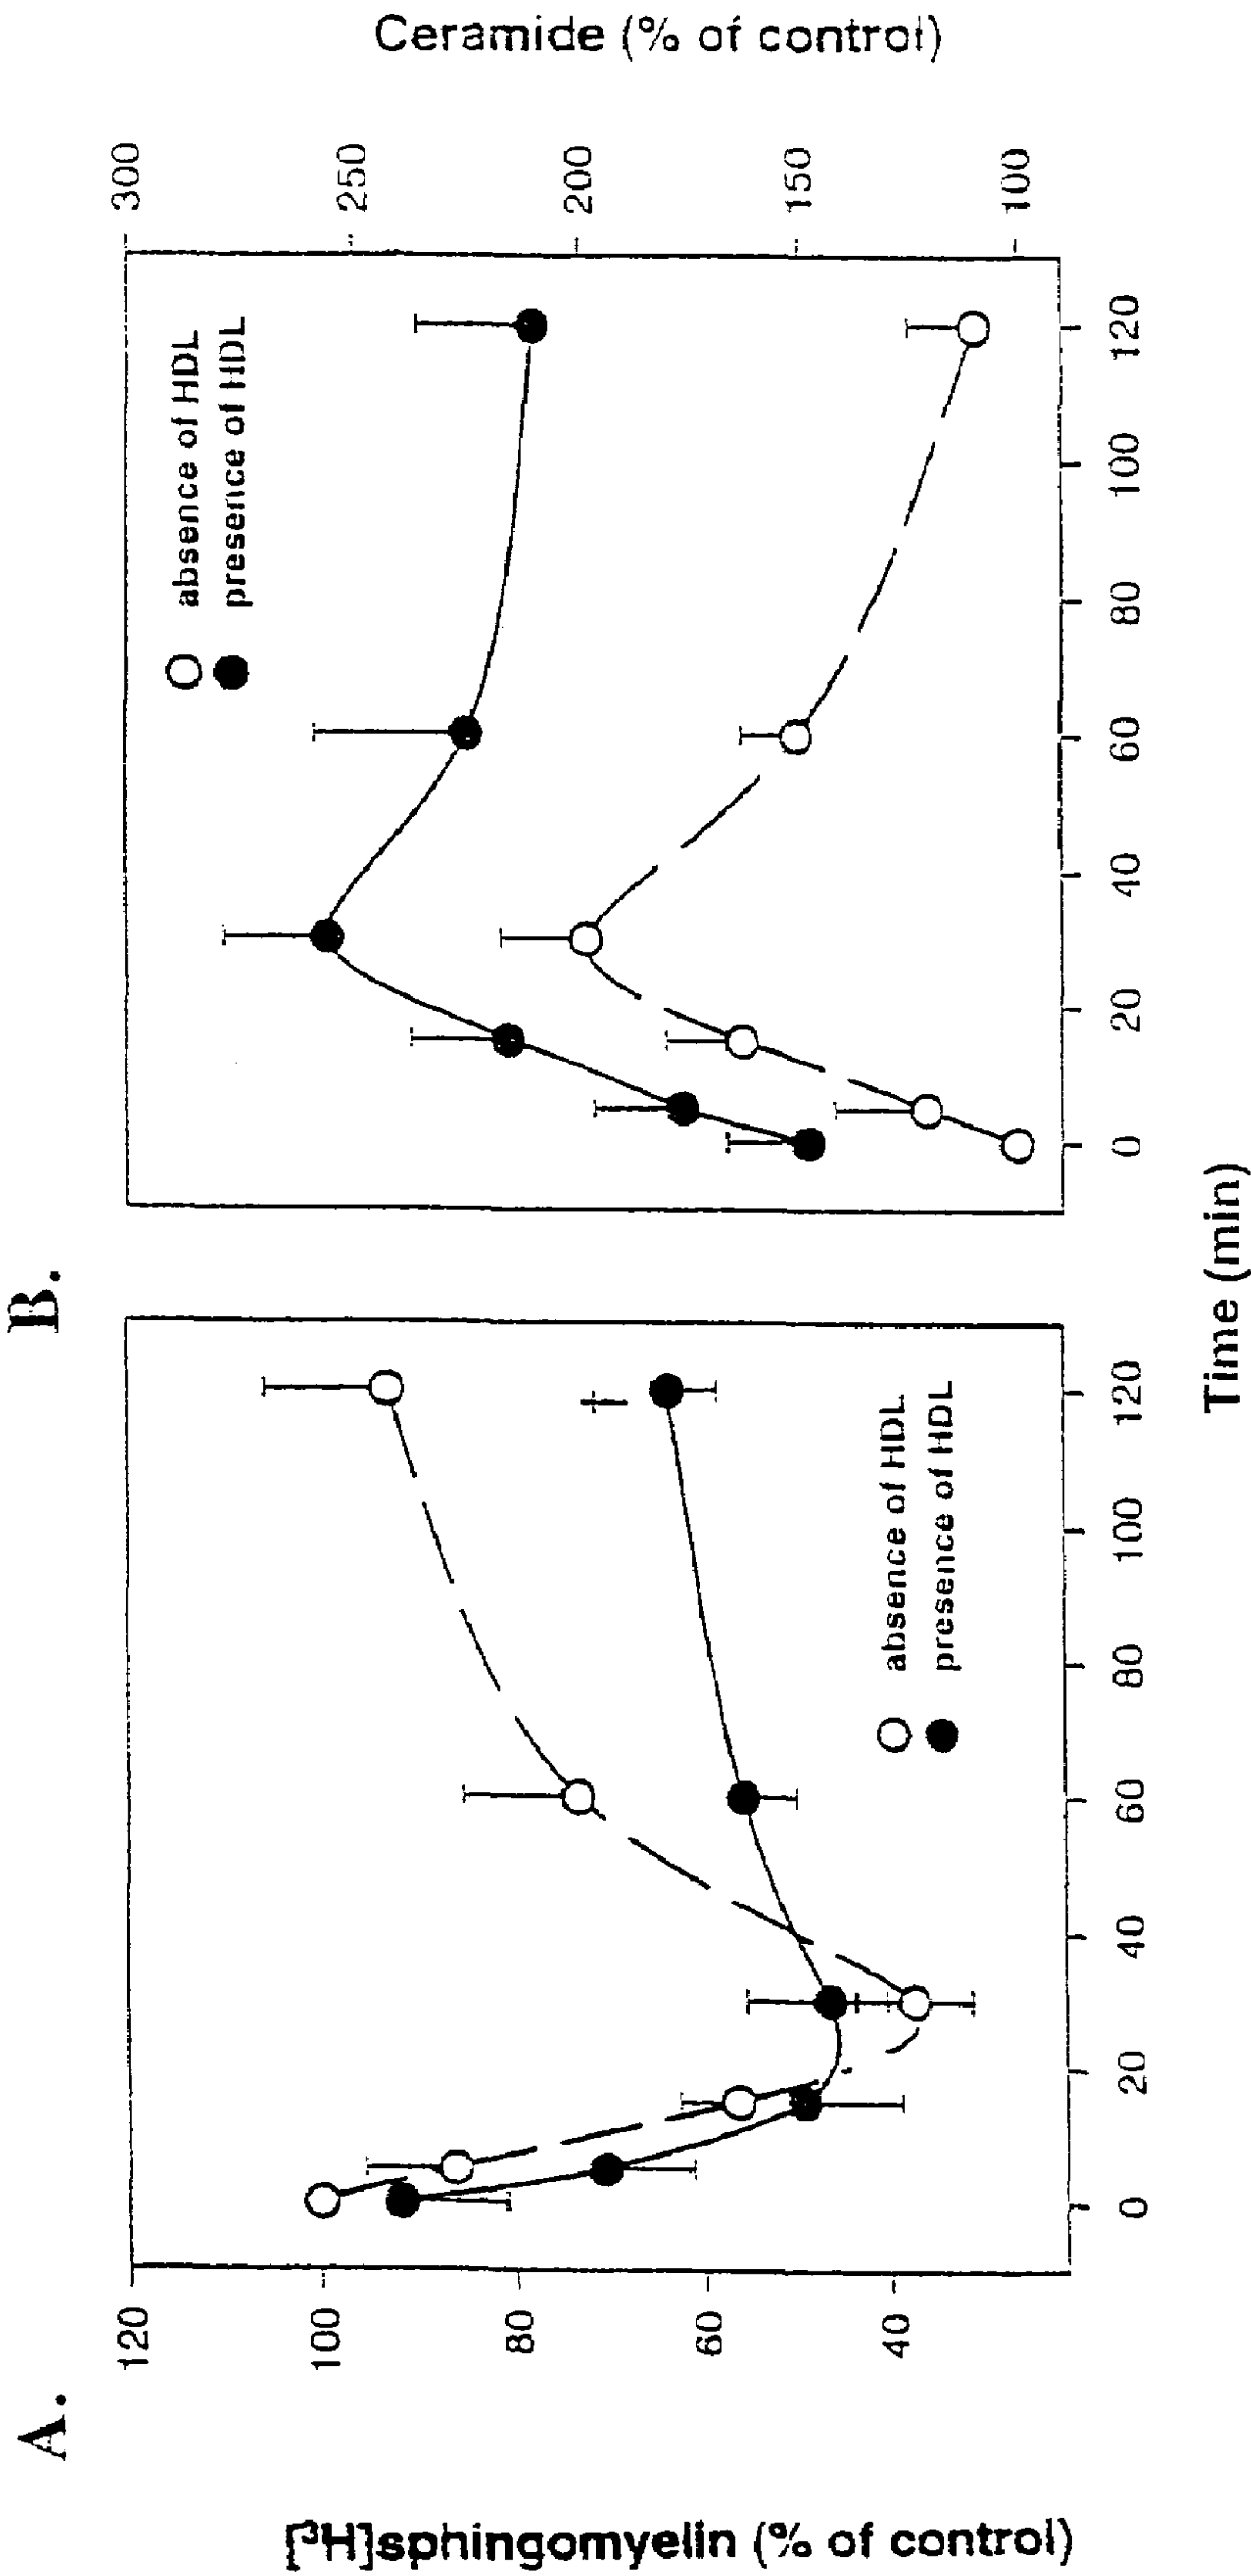 A.
B.
[³H]sphingomyelin (% of control)
120
100
80
60
40
†
absence of HDL
presence of HDL
0 20 40 60 80 100 120
absence of HDL
presence of HDL
0 20 40 60 80 100 120
Time (min)
300
250
200
150
100
Ceramide (% of control)